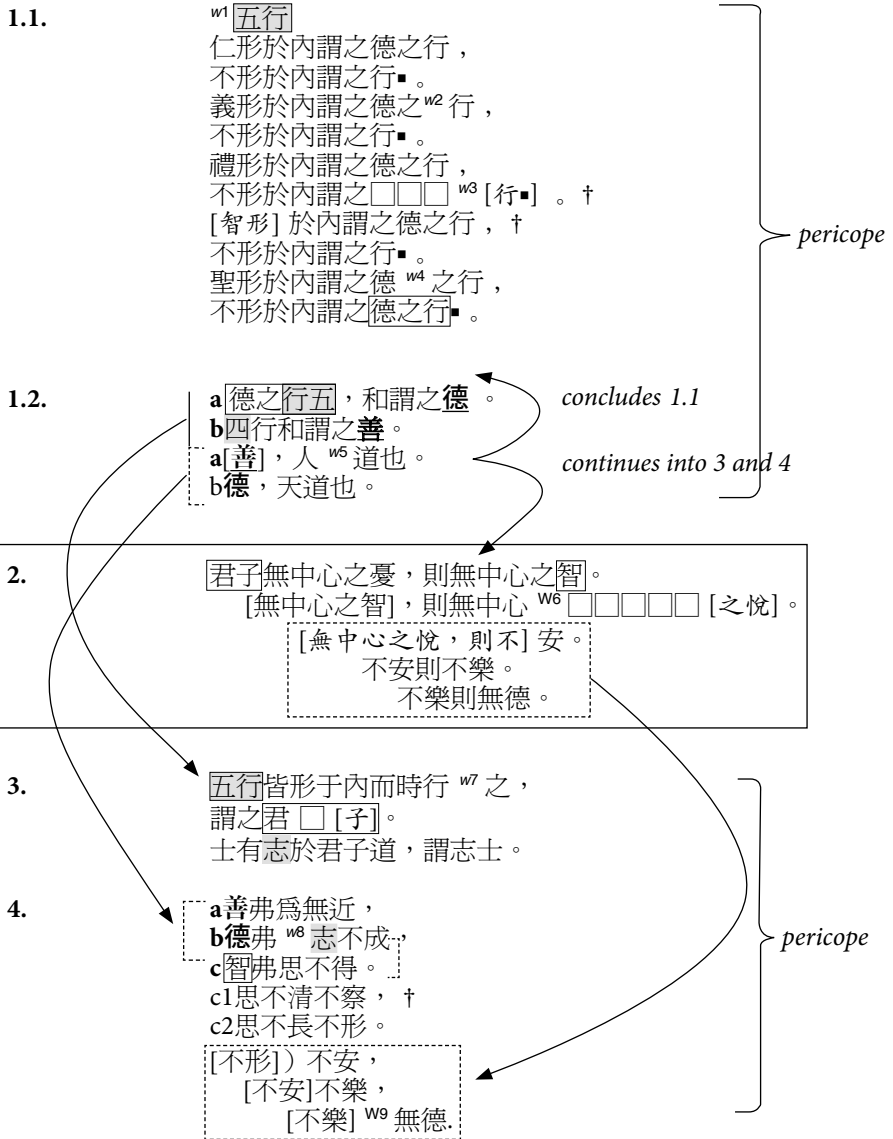 1.1. w1 五行
仁形於內謂之德之行，
不形於內謂之行▪。
義形於內謂之德之 w2 行，
不形於內謂之行▪。
禮形於內謂之德之行，
不形於內謂之□□□ w3 [行▪] 。†
[智形] 於內謂之德之行，†
不形於內謂之行▪。
聖形於內謂之德 w4 之行，
不形於內謂之德之行▪。
pericope
1.2. a德之行五，和謂之德。
concludes 1.1
b四行和謂之善。
a[善]，人 w5 道也。
continues into 3 and 4
b德，天道也。
2. 君子無中心之憂，則無中心之智。
[無中心之智]，則無中心 W6 □□□□□ [之悅]。
[無中心之悅，則不] 安。
不安則不樂。
不樂則無德。
3. 五行皆形于內而時行 w7 之，
謂之君 □ [子]。
士有志於君子道，謂志士。
4. a善弗爲無近，
b德弗 w8 志不成，
c智弗思不得。
c1思不清不察，†
c2思不長不形。
[不形]）不安，
[不安]不樂，
[不樂] W9 無德.
pericope